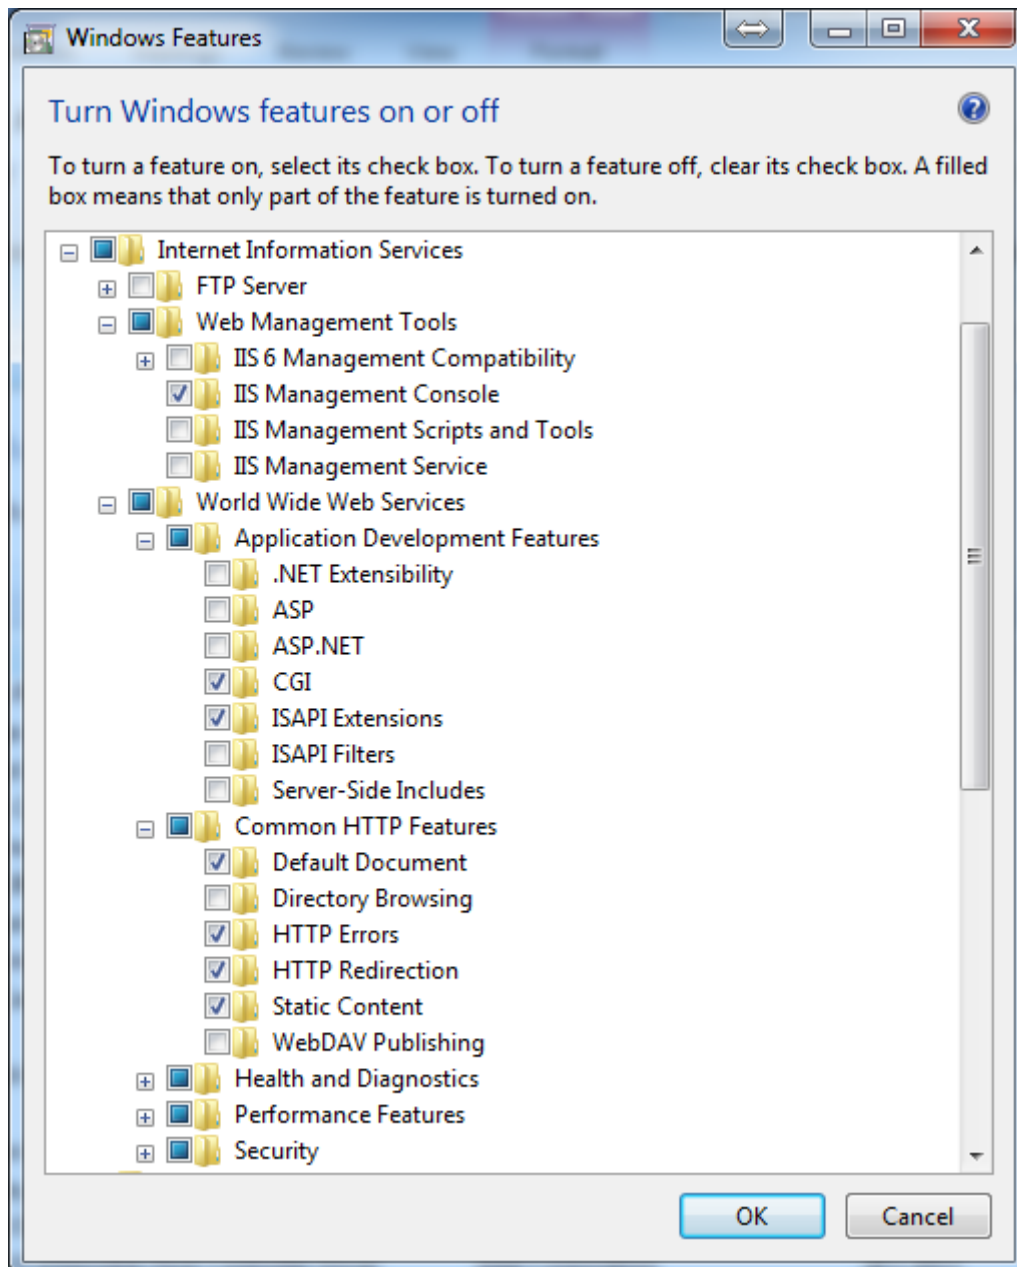 Windows Features
Turn Windows features on or off
To turn a feature on, select its check box. To turn a feature off, clear its check box. A filled
box means that only part of the feature is turned on.
Internet Information Services
FTP Server
Web Management Tools
IIS 6 Management Compatibility
IIS Management Console
IIS Management Scripts and Tools
IIS Management Service
World Wide Web Services
Application Development Features
.NET Extensibility
ASP
ASP.NET
CGI
ISAPI Extensions
ISAPI Filters
Server-Side Includes
Common HTTP Features
Default Document
Directory Browsing
HTTP Errors
HTTP Redirection
Static Content
WebDAV Publishing
Health and Diagnostics
Performance Features
Security
OK
Cancel